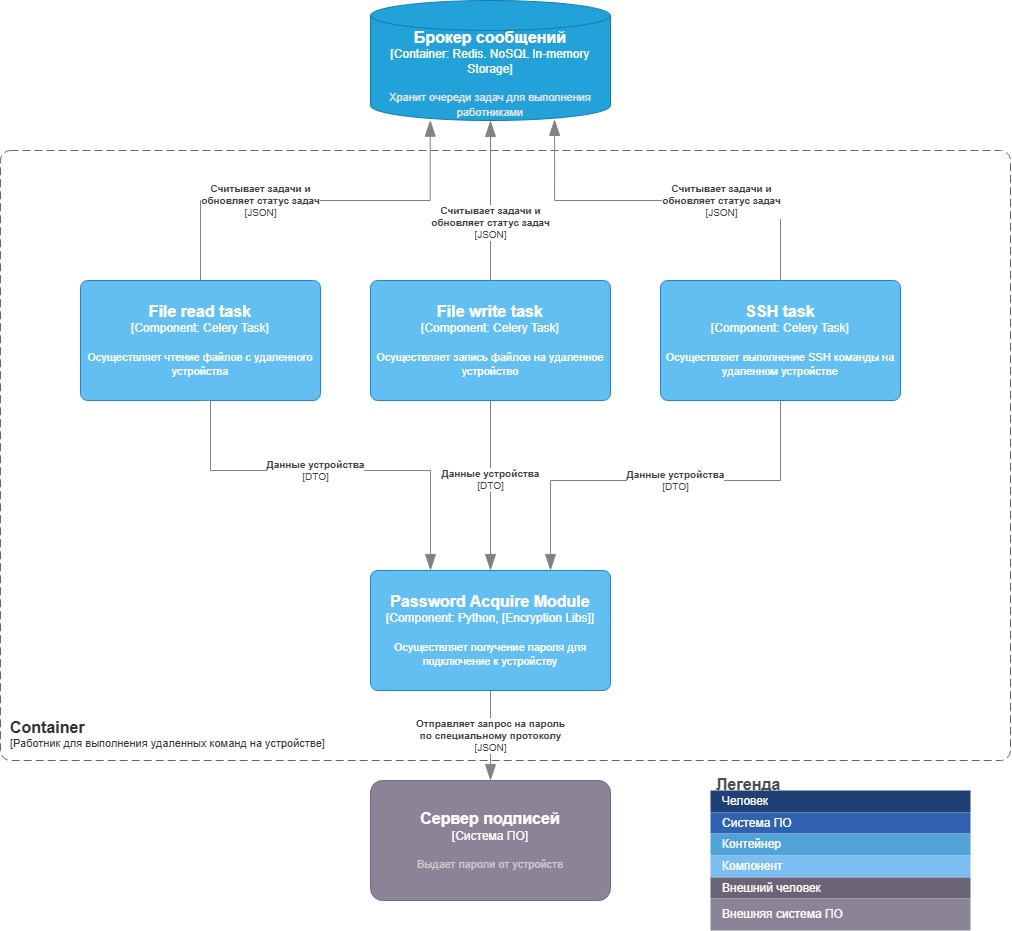 Брокер сообщений
[Container: Redis. NoSQL In-memory
Storage]
Хранит очереди задач для выполнения
работниками
Считывает задачи и
обновляет статус задач
[JSON]
Считывает задачи и
обновляет статус задач
[JSON]
Считывает задачи и
обновляет статус задач
[JSON]
File read task
[Component: Celery Task]
Осуществляет чтение файлов с удаленного
устройства
File write task
[Component: Celery Task]
Осуществляет запись файлов на удаленное
устройство
SSH task
[Component: Celery Task]
Осуществляет выполнение SSH команды на
удаленном устройстве
Данные устройства
[DTO]
Данные устройства
[DTO]
Данные устройства
[DTO]
Password Acquire Module
[Component: Python, [Encryption Libs]]
Осуществляет получение пароля для
подключение к устройству
Container
[Работник для выполнения удаленных команд на устройстве]
Отправляет запрос на пароль
по специальному протоколу
[JSON]
Сервер подписей
[Система ПО]
Выдает пароли от устройств
Легенда
Человек
Система ПО
Контейнер
Компонент
Внешний человек
Внешняя система ПО